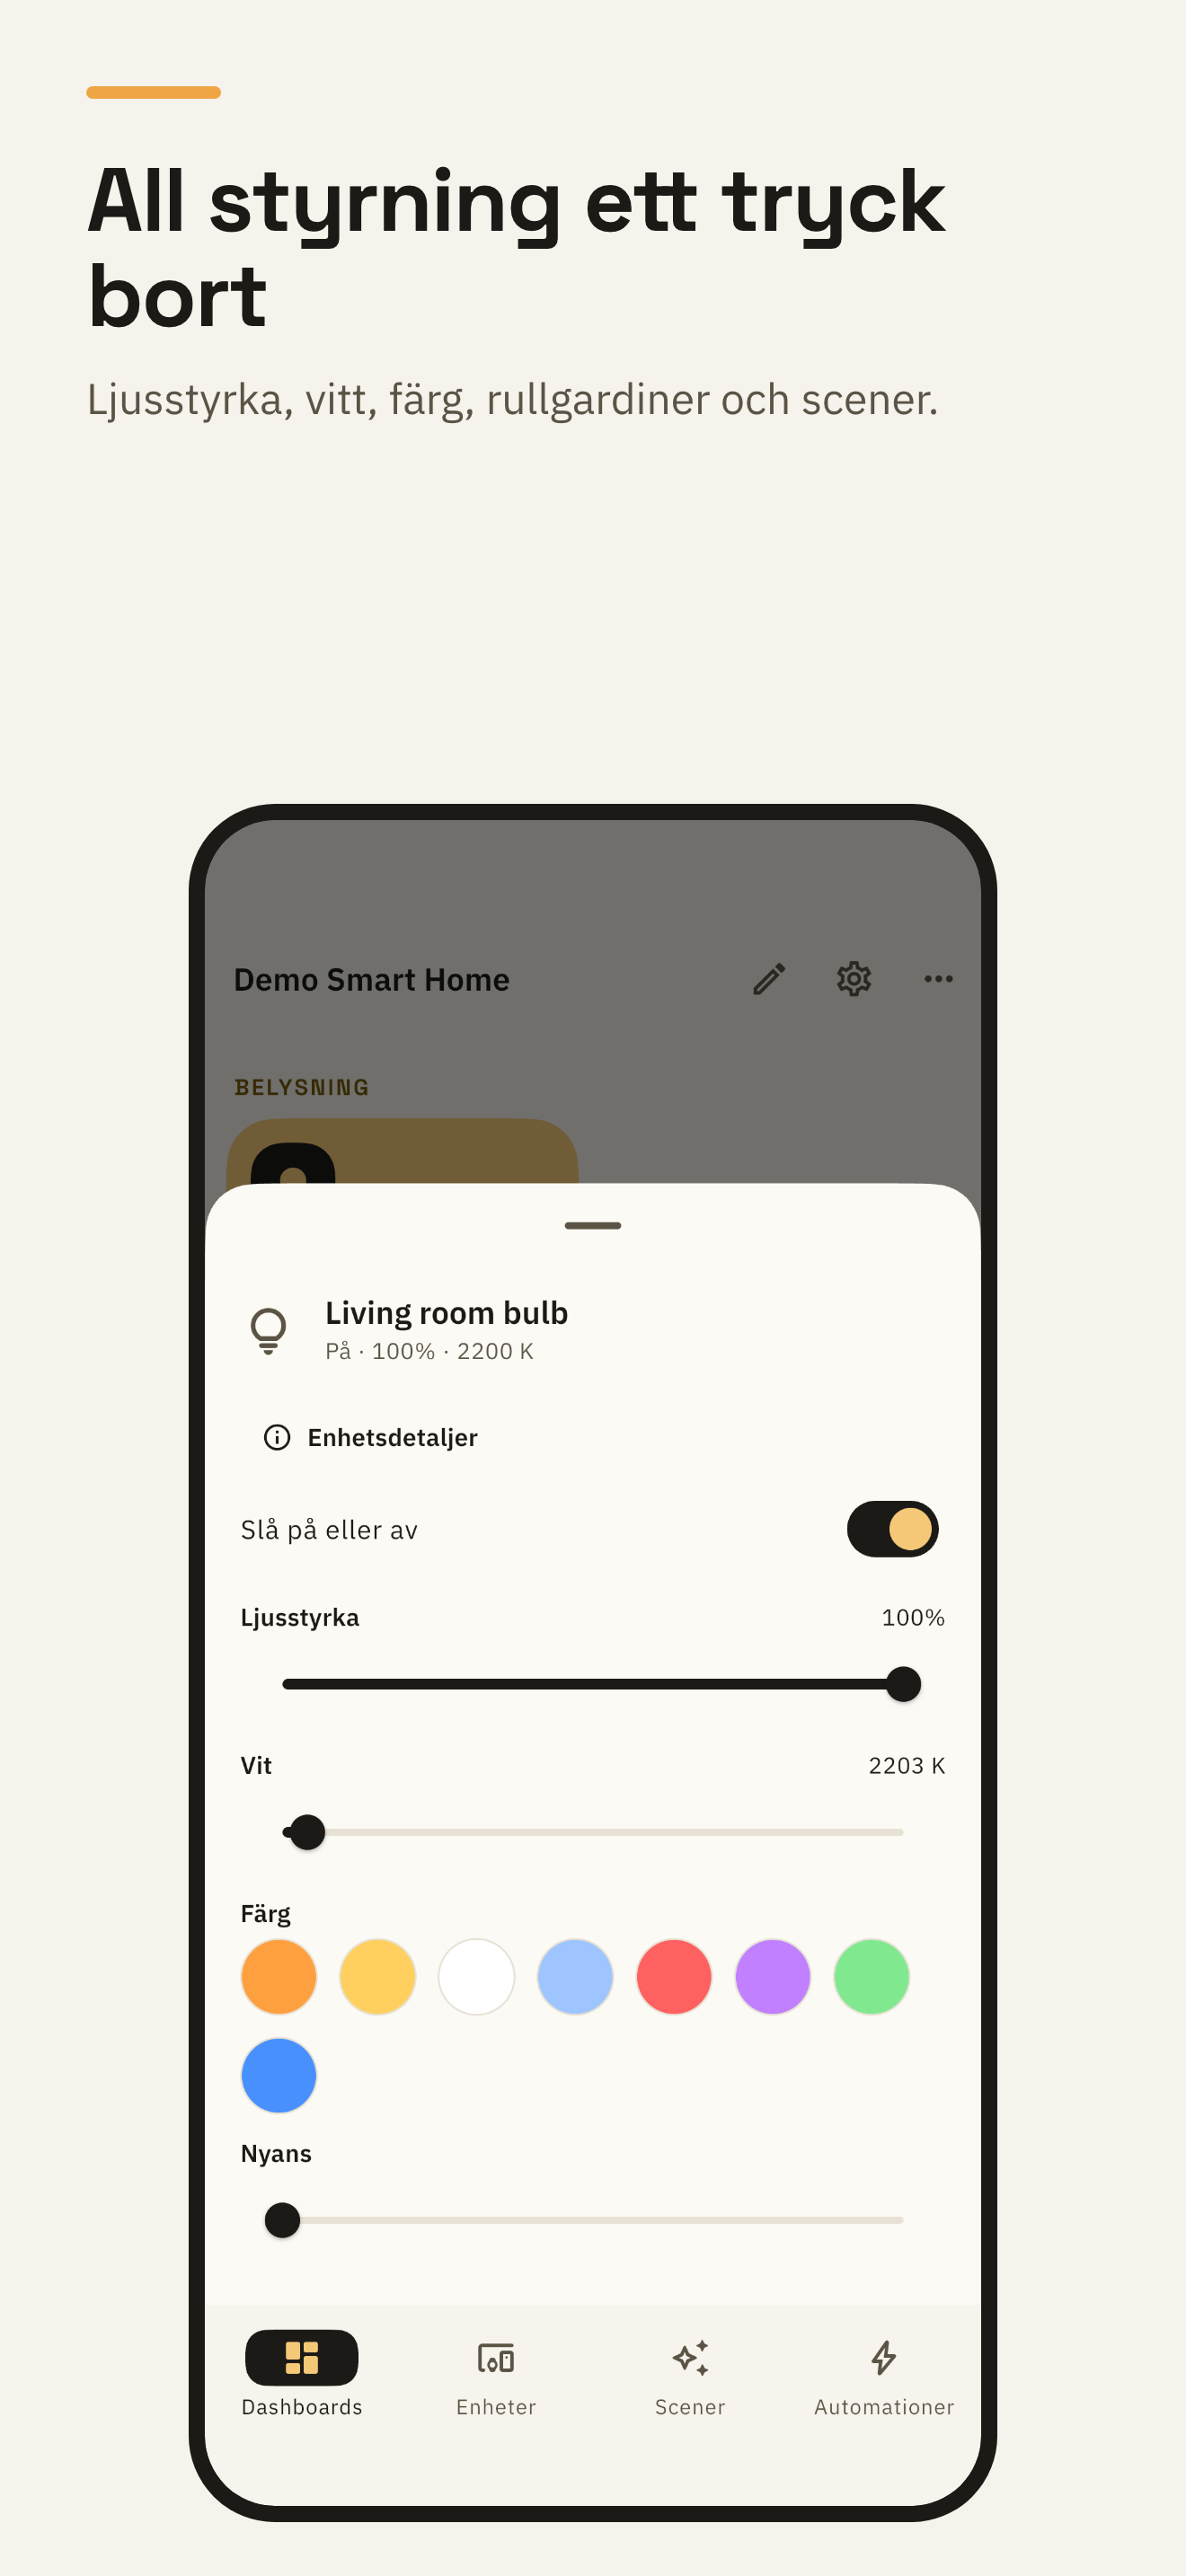 All styrning ett tryck
bort
Ljusstyrka, vitt, färg, rullgardiner och scener.
Demo Smart Home
BELYSNING
Living room bulb
På · 100% · 2200 K
Enhetsdetaljer
Slå på eller av
Ljusstyrka 100%
Vit 2203 K
Färg
Nyans
Dashboards Enheter Scener Automationer